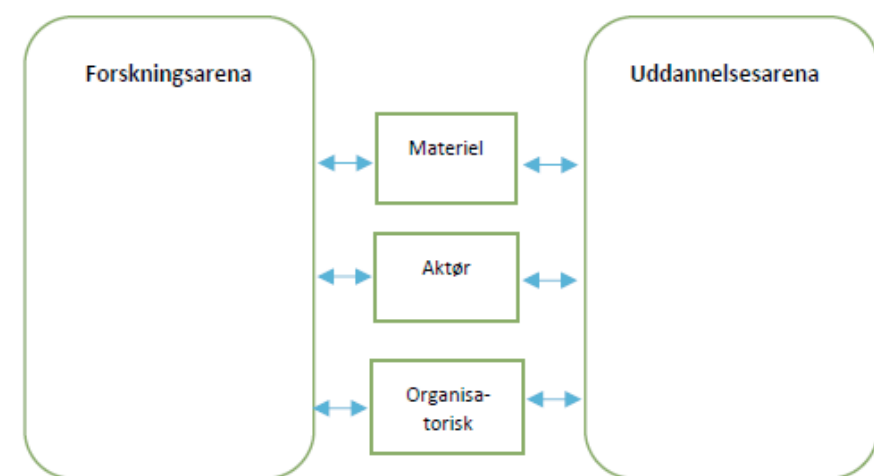 Forskningsarena
Uddannelsesarena
Materiel
Aktør
Organisa-
torisk